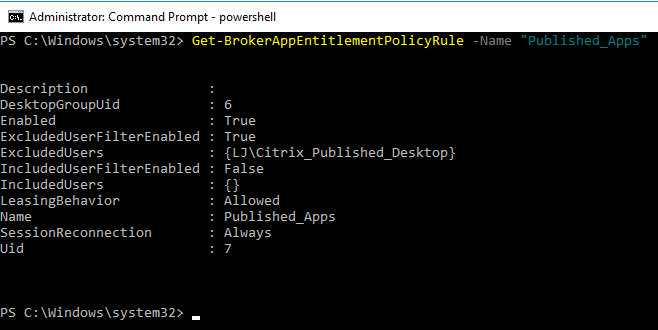 Administrator: Command Prompt - powershell
PS C:\Windows\system32> Get-BrokerAppEntitlementPolicyRule -Name "Published_Apps"
Description :
DesktopGroupUid : 6
Enabled : True
ExcludedUserFilterEnabled : True
ExcludedUsers : {LJ\Citrix_Published_Desktop}
IncludedUserFilterEnabled : False
IncludedUsers : {}
LeasingBehavior : Allowed
Name : Published_Apps
SessionReconnection : Always
Uid : 7
PS C:\Windows\system32>